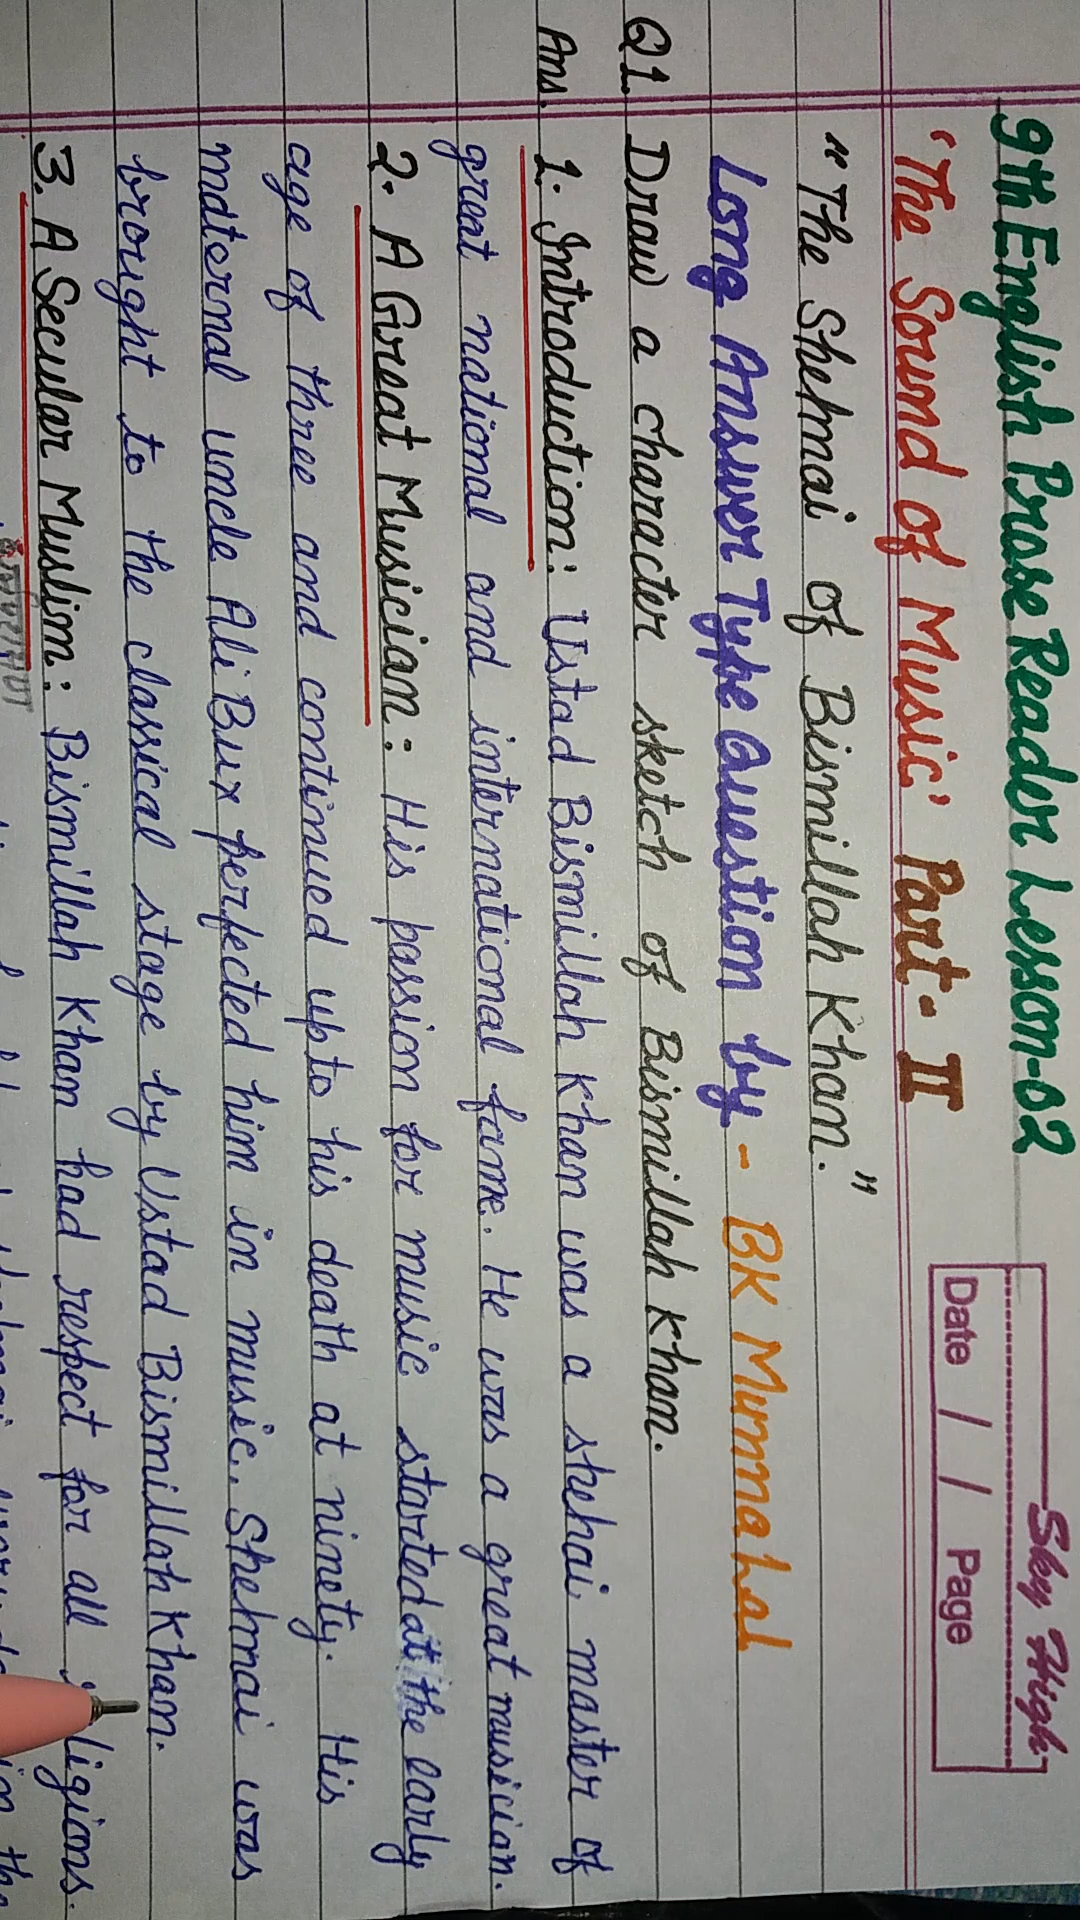 Sky High
Date / / Page
9th English Prose Reader Lesson-02
'The Sound of Music' Part- II
"The Shehnai of Bismillah Khan."
Long Answer Type Question by - BK Munna Lal
Q1. Draw a character sketch of Bismillah Khan.
Ans. 1. Introduction: Ustad Bismillah Khan was a shehai master of
great national and international fame. He was a great musician.
2. A Great Musician: His passion for music started at the early
age of three and continued upto his death at ninety. His
maternal uncle Ali Bux perfected him in music. Shehnai was
brought to the classical stage by Ustad Bismillah Khan.
3. A Secular Muslim: Bismillah Khan had respect for all